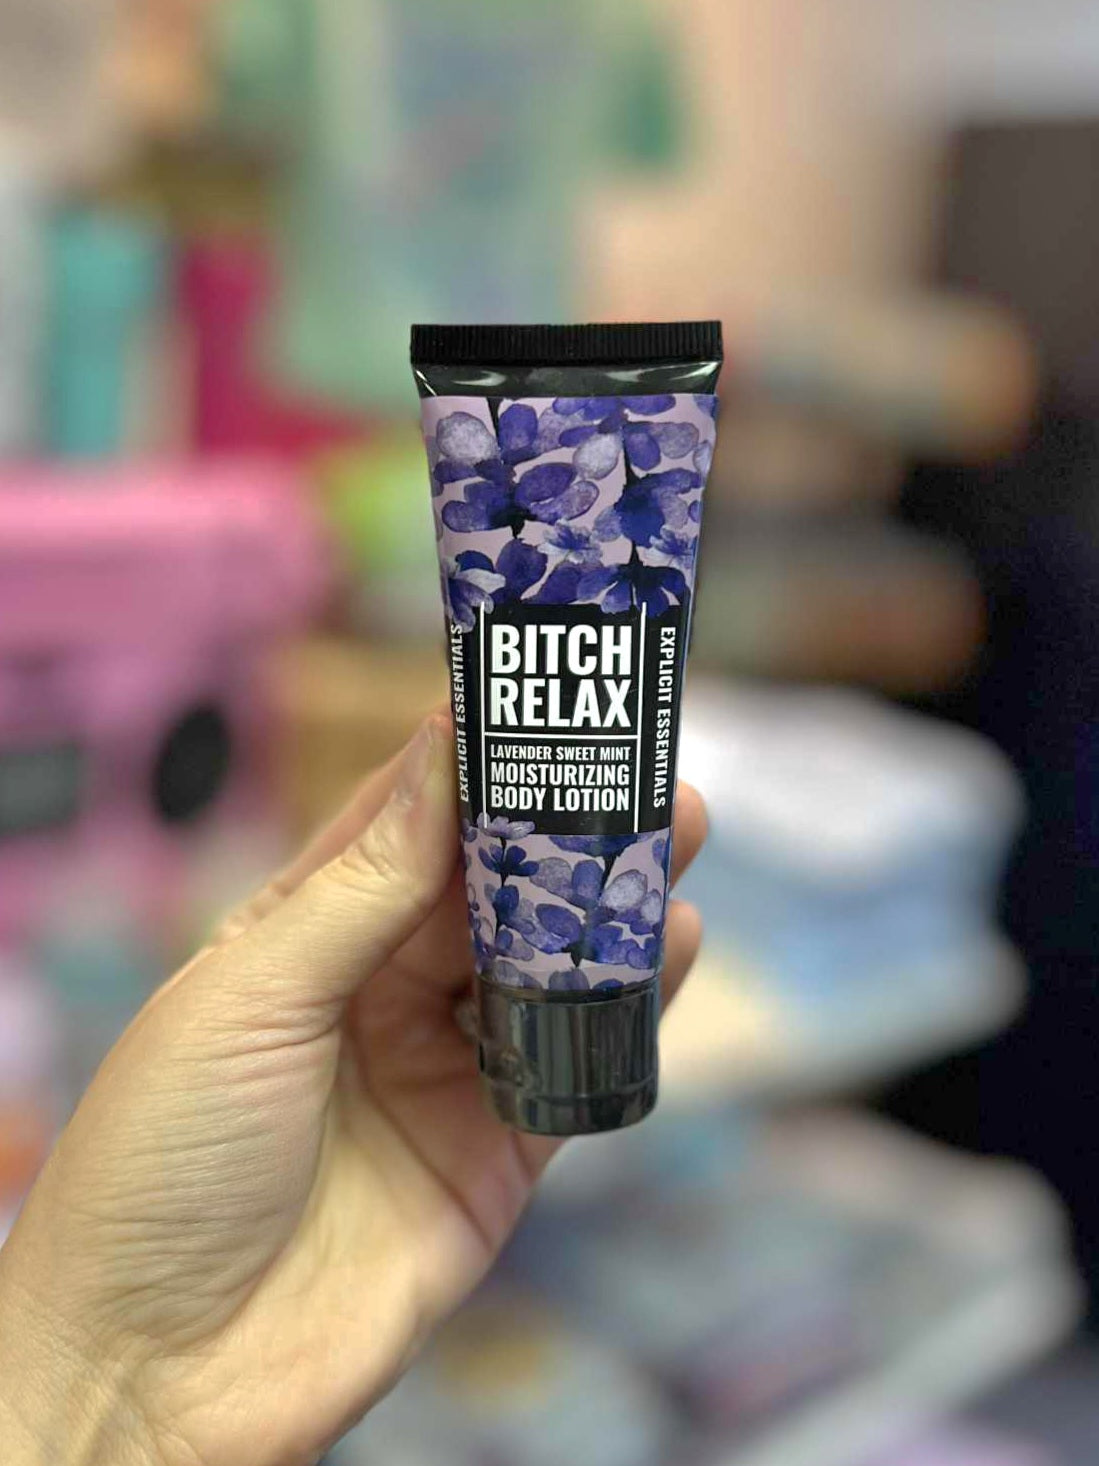 BITCH
RELAX
LAVENDER SWEET MINT
MOISTURIZING
BODY LOTION
EXPLICIT ESSENTIALS
EXPLICIT ESSENTIALS